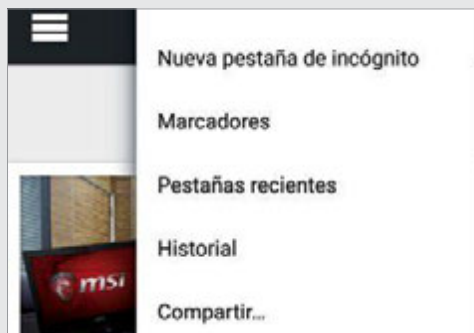 Nueva pestaña de incógnito
Marcadores
Pestañas recientes
Historial
msi
Compartir...